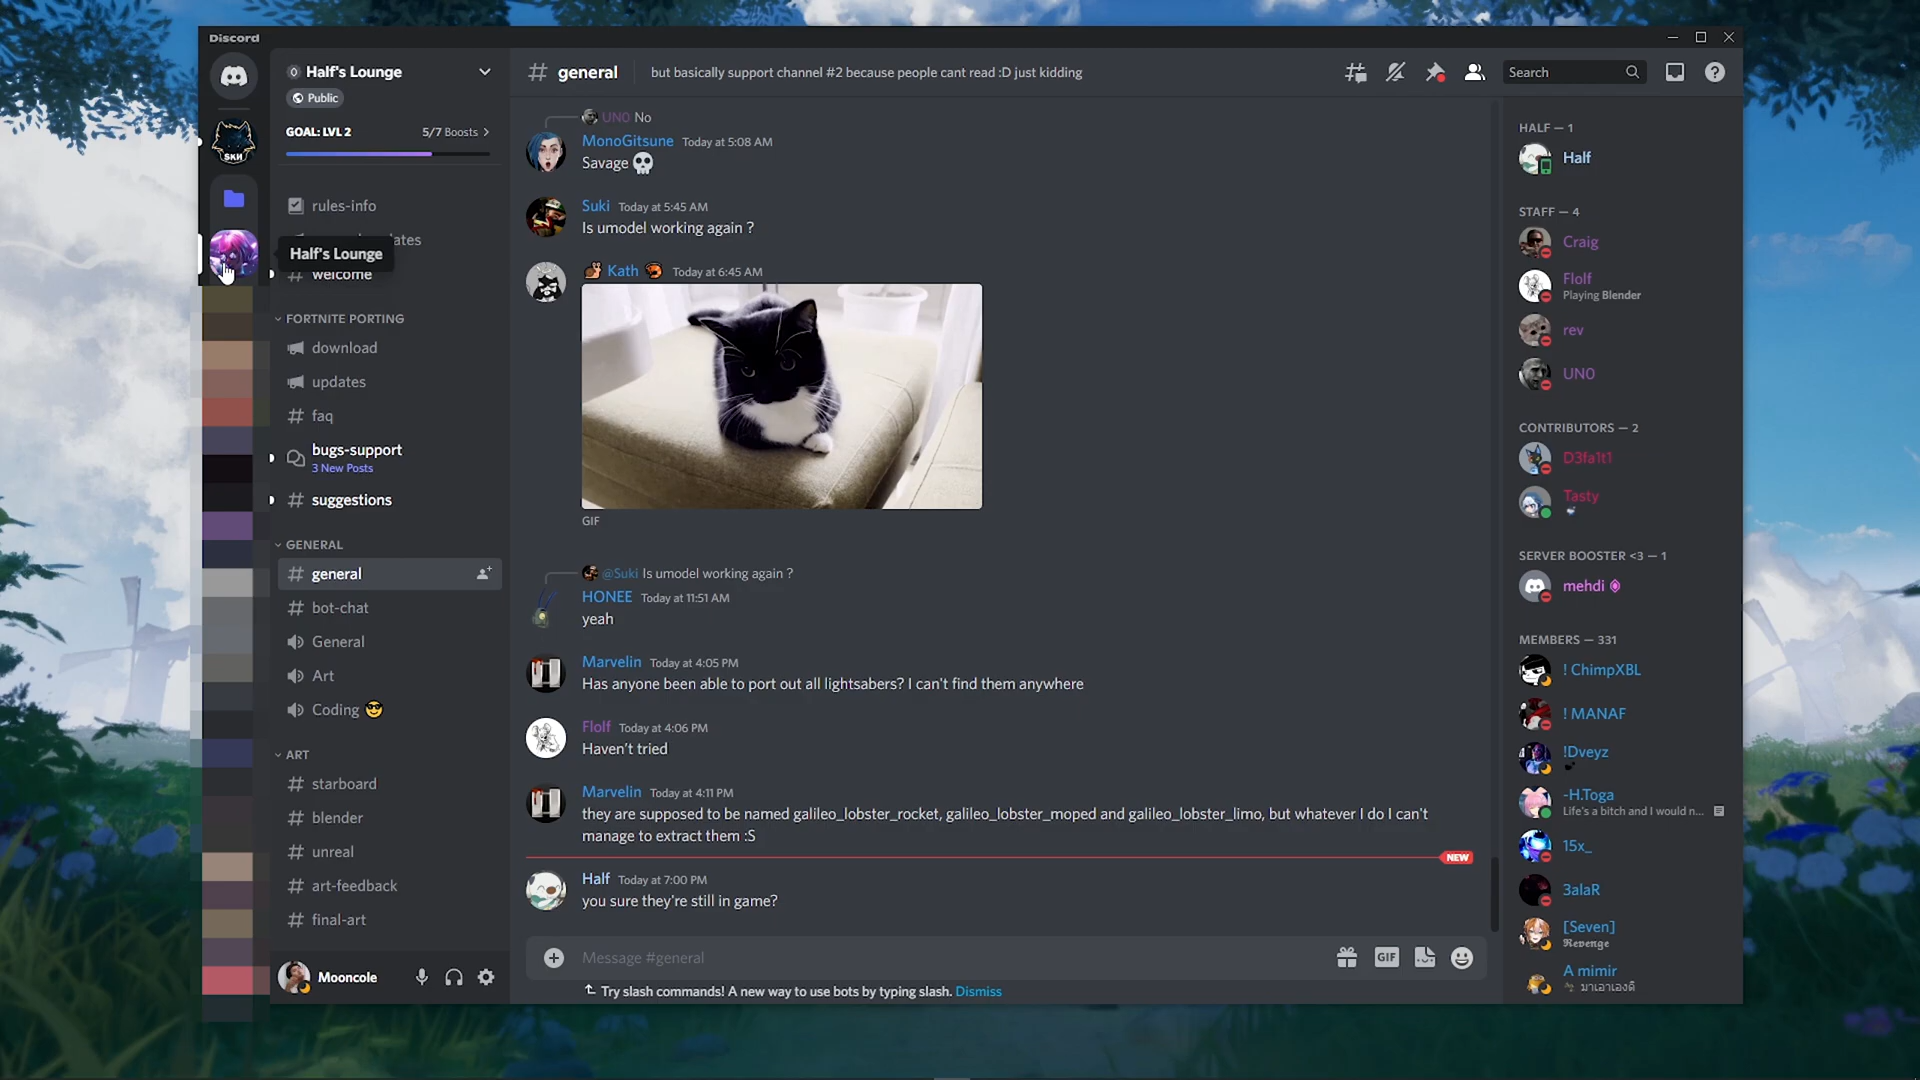 Discord
SKH
Half's Lounge
Public
GOAL: LVL 2
5/7 Boosts
rules-info
ates
Half's Lounge
welcome
FORTNITE PORTING
download
updates
faq
bugs-support
3 New Posts
suggestions
GENERAL
general
bot-chat
General
Art
Coding 😎
ART
starboard
blender
unreal
art-feedback
final-art
Mooncole
# general
but basically support channel #2 because people cant read :D just kidding
Search
UN0 No
MonoGitsune Today at 5:08 AM
Savage 💀
Suki Today at 5:45 AM
Is umodel working again ?
Kath Today at 6:45 AM
GIF
@Suki Is umodel working again ?
HONEE Today at 11:51 AM
yeah
Marvelin Today at 4:05 PM
Has anyone been able to port out all lightsabers? I can't find them anywhere
Flolf Today at 4:06 PM
Haven't tried
Marvelin Today at 4:11 PM
they are supposed to be named galileo_lobster_rocket, galileo_lobster_moped and galileo_lobster_limo, but whatever I do I can't
manage to extract them :S
NEW
Half Today at 7:00 PM
you sure they're still in game?
Message #general
GIF
Try slash commands! A new way to use bots by typing slash. Dismiss
HALF — 1
Half
STAFF — 4
Craig
Flolf
Playing Blender
rev
UN0
CONTRIBUTORS — 2
D3fa1t1
Tasty
SERVER BOOSTER <3 — 1
mehdi
MEMBERS — 331
! ChimpXBL
! MANAF
!Dveyz
-H.Toga
Life's a bitch and I would n...
15x_
3alaR
[Seven]
𝕽𝖊𝖛𝖊𝖓𝖌𝖊
A mimir
มาเอาเองดิ